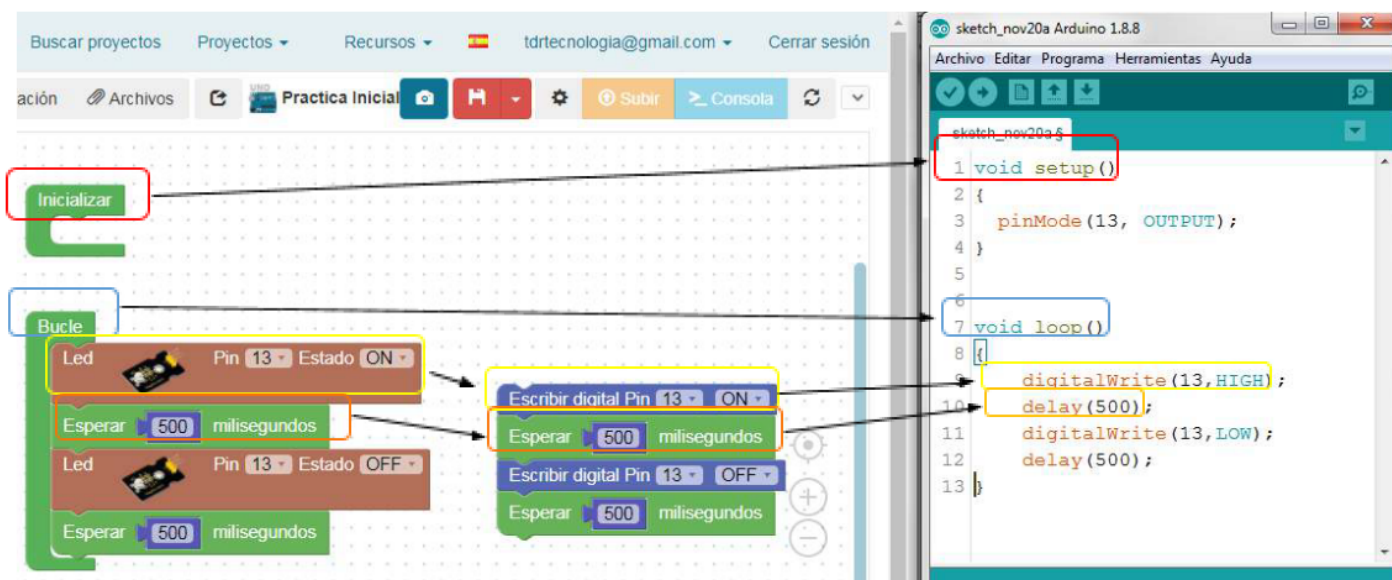 Buscar proyectos Proyectos Recursos tdrtecnologia@gmail.com Cerrar sesión
ación Archivos UNO Practica Inicial Subir >_ Consola
Inicializar
Bucle
Led Pin 13 Estado ON
Esperar 500 milisegundos
Led Pin 13 Estado OFF
Esperar 500 milisegundos
Escribir digital Pin 13 ON
Esperar 500 milisegundos
Escribir digital Pin 13 OFF
Esperar 500 milisegundos
sketch_nov20a Arduino 1.8.8
Archivo Editar Programa Herramientas Ayuda
sketch_nov20a §
1 void setup()
2 {
3 pinMode(13, OUTPUT);
4 }
5
6
7 void loop()
8 {
9 digitalWrite(13,HIGH);
10 delay(500);
11 digitalWrite(13,LOW);
12 delay(500);
13 }